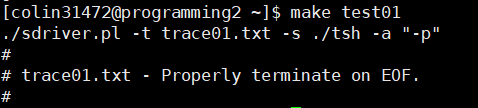 [colin31472@programming2 ~]$ make test01
./sdriver.pl -t trace01.txt -s ./tsh -a "-p"
#
# trace01.txt - Properly terminate on EOF.
#